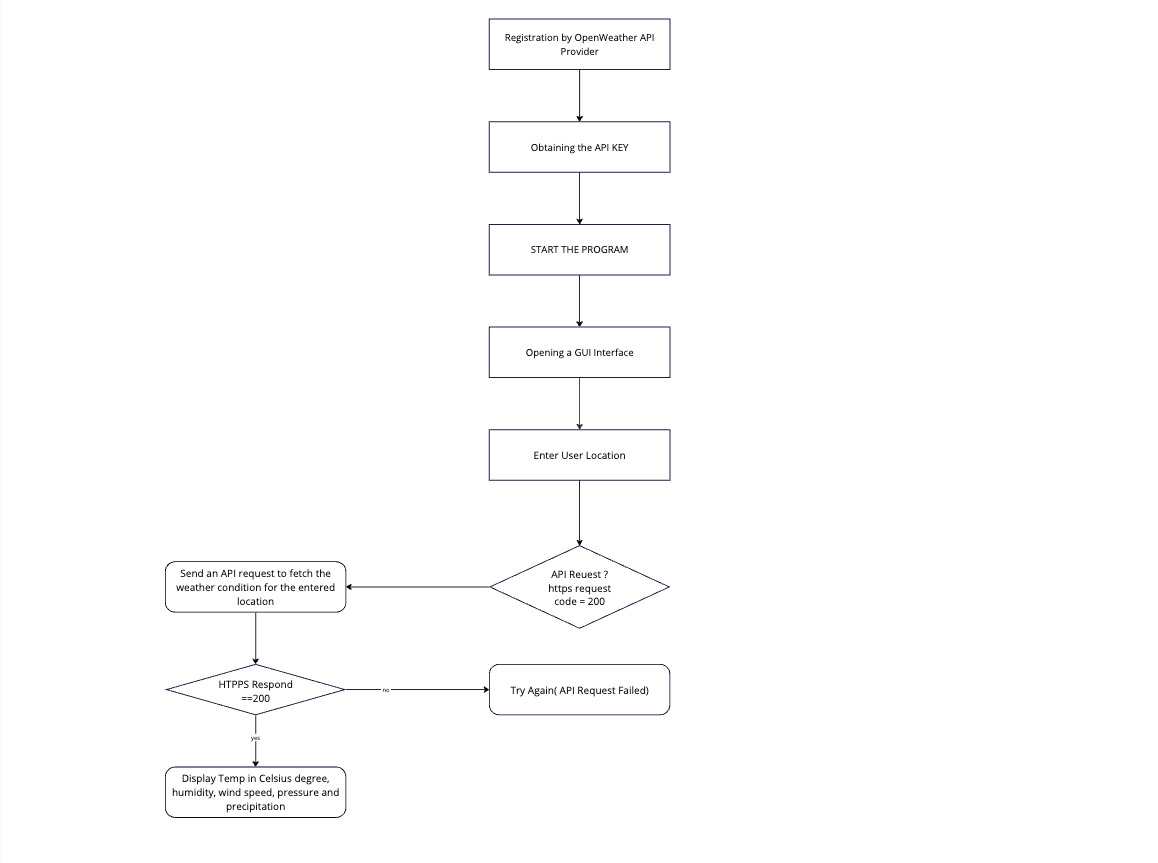 Registration by OpenWeather API
Provider
Obtaining the API KEY
START THE PROGRAM
Opening a GUI Interface
Enter User Location
API Reuest ?
https request
code = 200
Send an API request to fetch the
weather condition for the entered
location
HTPPS Respond
==200
no
Try Again( API Request Failed)
yes
Display Temp in Celsius degree,
humidity, wind speed, pressure and
precipitation